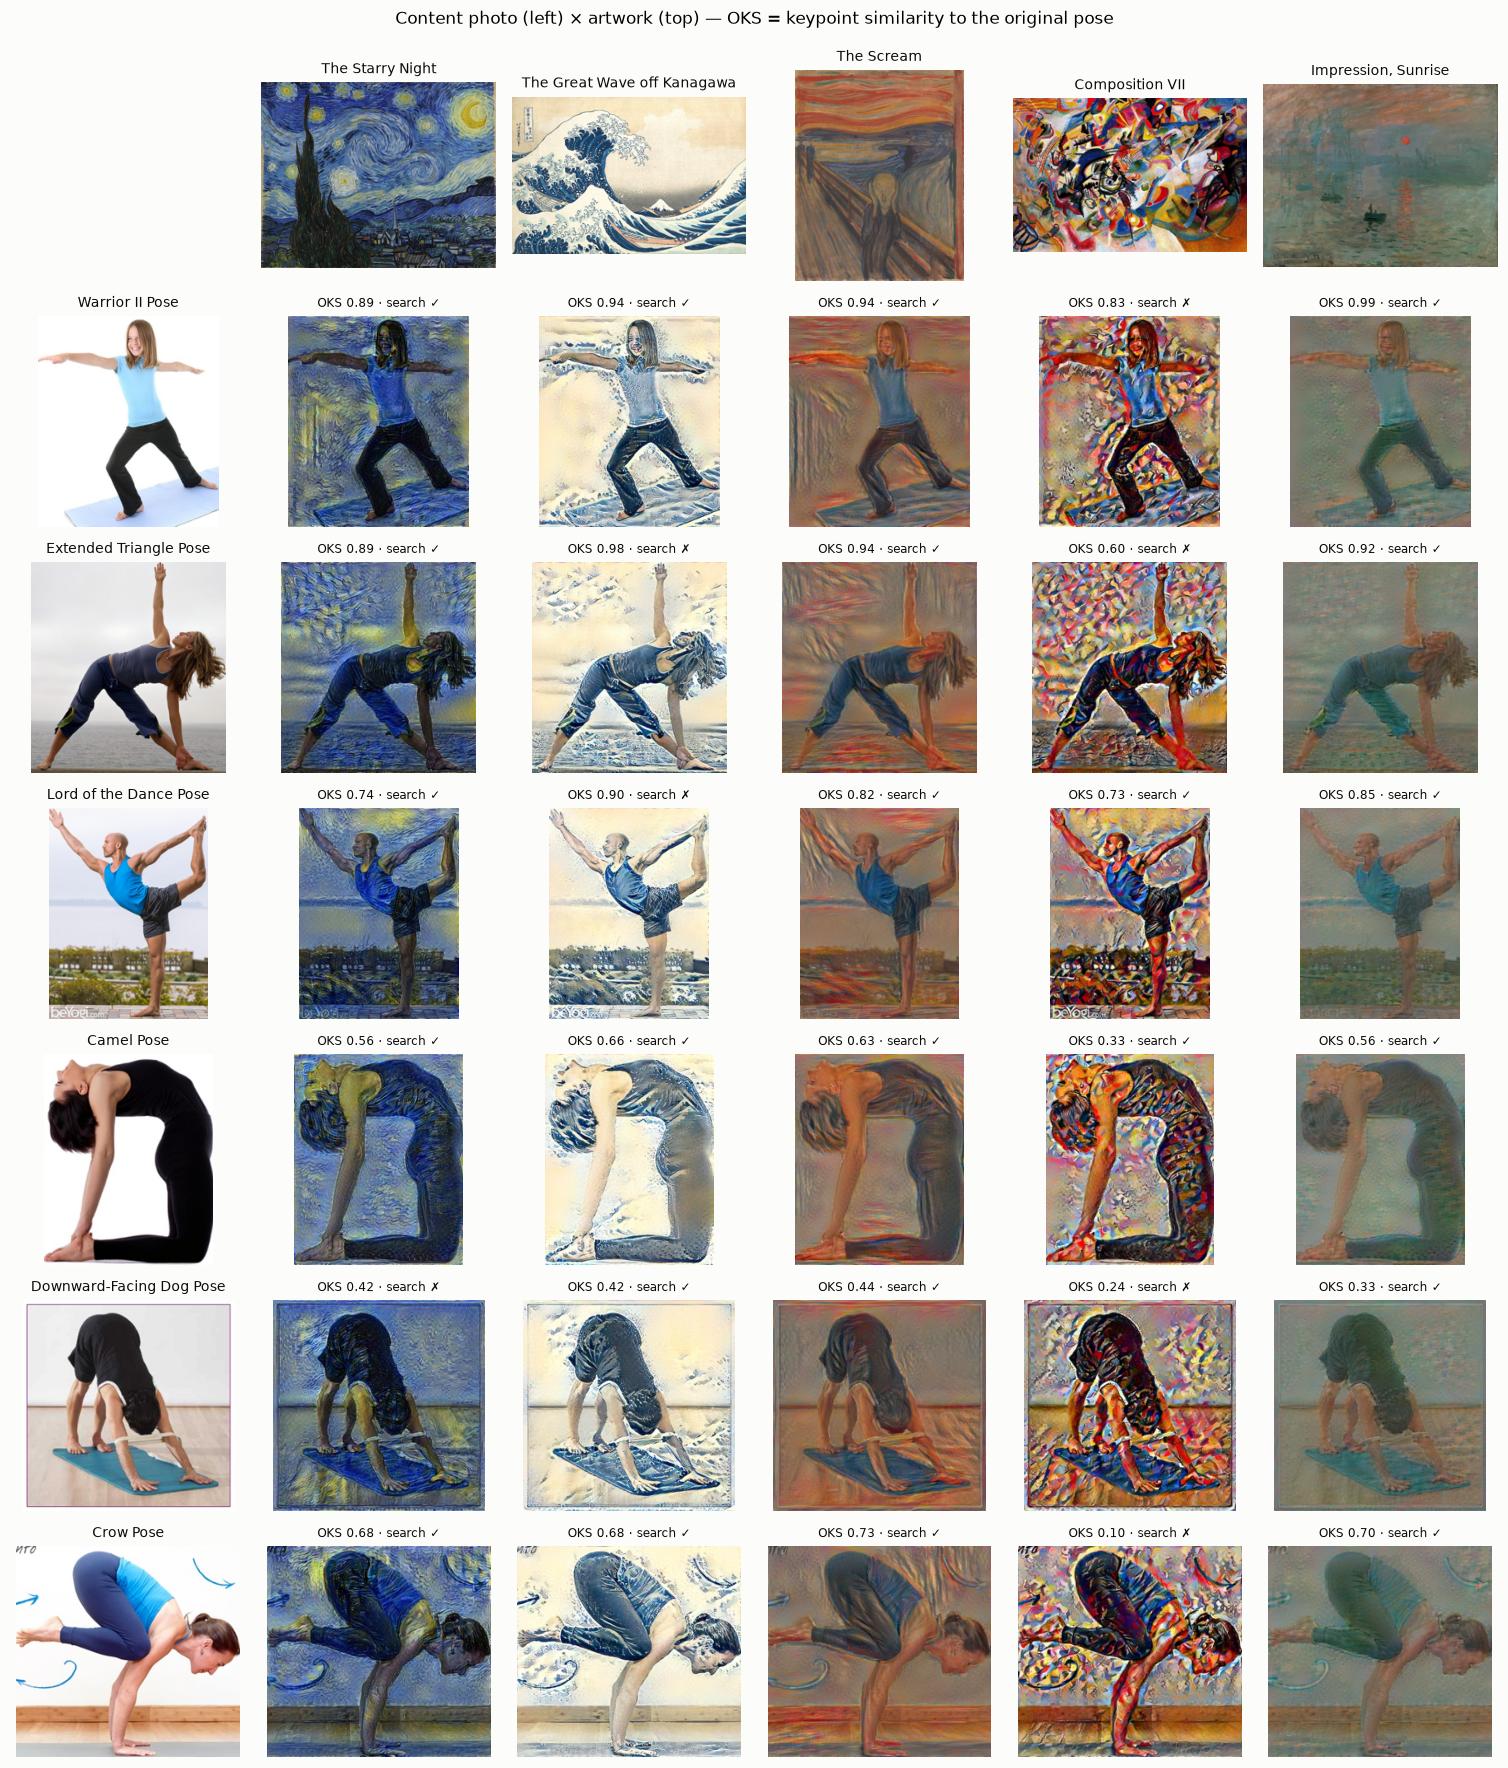 Content photo (left) × artwork (top) — OKS = keypoint similarity to the original pose
The Starry Night
The Great Wave off Kanagawa
The Scream
Composition VII
Impression, Sunrise
Warrior II Pose
OKS 0.89 · search ✓
OKS 0.94 · search ✓
OKS 0.94 · search ✓
OKS 0.83 · search ✗
OKS 0.99 · search ✓
Extended Triangle Pose
OKS 0.89 · search ✓
OKS 0.98 · search ✗
OKS 0.94 · search ✓
OKS 0.60 · search ✗
OKS 0.92 · search ✓
Lord of the Dance Pose
OKS 0.74 · search ✓
OKS 0.90 · search ✗
OKS 0.82 · search ✓
OKS 0.73 · search ✓
OKS 0.85 · search ✓
beYogi.com
beYogi.com
beYogi.com
Camel Pose
OKS 0.56 · search ✓
OKS 0.66 · search ✓
OKS 0.63 · search ✓
OKS 0.33 · search ✓
OKS 0.56 · search ✓
Downward-Facing Dog Pose
OKS 0.42 · search ✗
OKS 0.42 · search ✓
OKS 0.44 · search ✓
OKS 0.24 · search ✗
OKS 0.33 · search ✓
Crow Pose
OKS 0.68 · search ✓
OKS 0.68 · search ✓
OKS 0.73 · search ✓
OKS 0.10 · search ✗
OKS 0.70 · search ✓